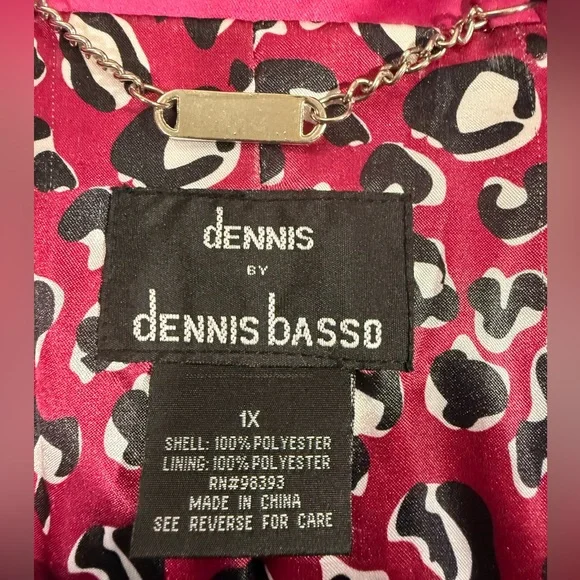 dENNIS
BY
dENNIS bASSO
1X
SHELL: 100% POLYESTER
LINING: 100% POLYESTER
RN#98393
MADE IN CHINA
SEE REVERSE FOR CARE